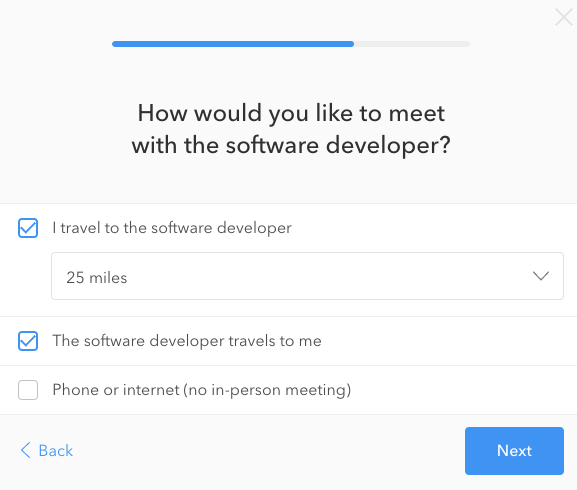 How would you like to meet
with the software developer?
I travel to the software developer
25 miles
The software developer travels to me
Phone or internet (no in-person meeting)
Back
Next